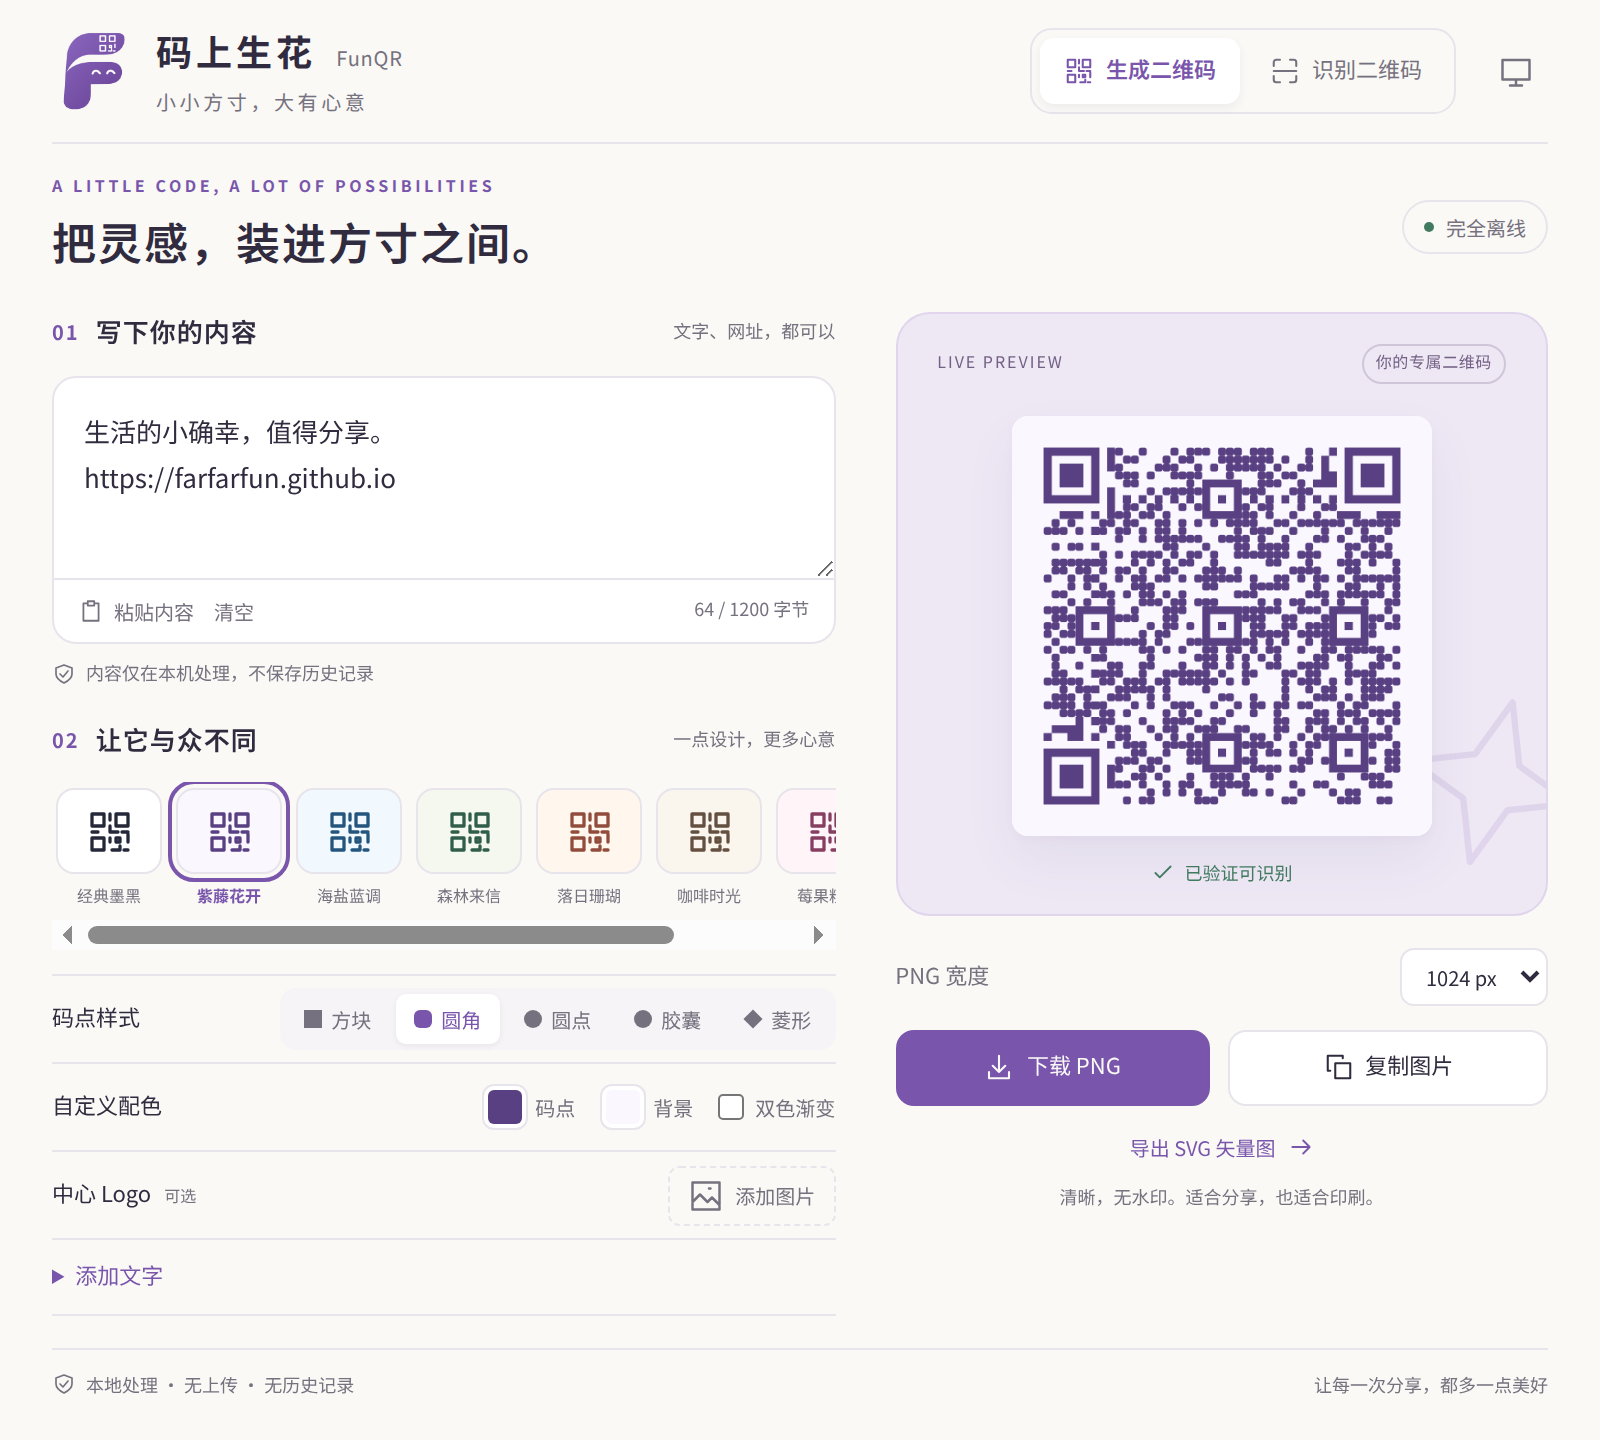 码上生花 FunQR
小小方寸，大有心意
生成二维码
识别二维码
A LITTLE CODE, A LOT OF POSSIBILITIES
把灵感，装进方寸之间。
完全离线
01 写下你的内容
文字、网址，都可以
生活的小确幸，值得分享。
https://farfarfun.github.io
粘贴内容 清空
64 / 1200 字节
内容仅在本机处理，不保存历史记录
02 让它与众不同
一点设计，更多心意
经典墨黑 紫藤花开 海盐蓝调 森林来信 落日珊瑚 咖啡时光 莓果
码点样式 方块 圆角 圆点 胶囊 菱形
自定义配色 码点 背景 双色渐变
中心 Logo 可选 添加图片
添加文字
LIVE PREVIEW
你的专属二维码
已验证可识别
PNG 宽度 1024 px
下载 PNG 复制图片
导出 SVG 矢量图
清晰，无水印。适合分享，也适合印刷。
本地处理 · 无上传 · 无历史记录
让每一次分享，都多一点美好